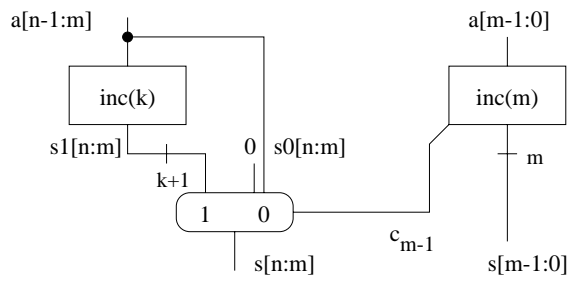 a[n-1:m] a[m-1:0]
inc(k) inc(m)
s1[n:m] 0 s0[n:m] m
k+1
1 0
c_{m-1}
s[n:m] s[m-1:0]